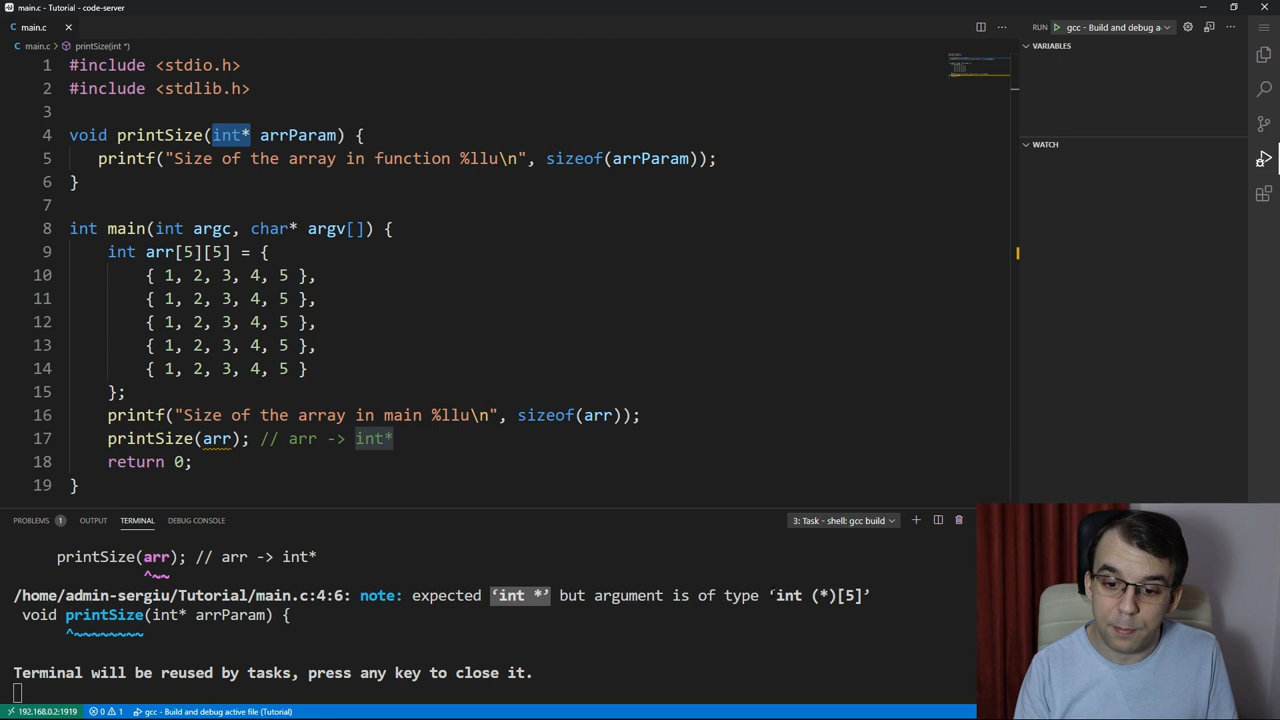 main.c - Tutorial - code-server
C main.c ×
RUN gcc - Build and debug a
C main.c > printSize(int *)
VARIABLES
WATCH
1 #include <stdio.h>
2 #include <stdlib.h>
3
4 void printSize(int* arrParam) {
5 printf("Size of the array in function %llu\n", sizeof(arrParam));
6 }
7
8 int main(int argc, char* argv[]) {
9 int arr[5][5] = {
10 { 1, 2, 3, 4, 5 },
11 { 1, 2, 3, 4, 5 },
12 { 1, 2, 3, 4, 5 },
13 { 1, 2, 3, 4, 5 },
14 { 1, 2, 3, 4, 5 }
15 };
16 printf("Size of the array in main %llu\n", sizeof(arr));
17 printSize(arr); // arr -> int*
18 return 0;
19 }
PROBLEMS 1 OUTPUT TERMINAL DEBUG CONSOLE 3: Task - shell: gcc build
printSize(arr); // arr -> int*
^~~
/home/admin-sergiu/Tutorial/main.c:4:6: note: expected ‘int *’ but argument is of type ‘int (*)[5]’
void printSize(int* arrParam) {
^~~~~~~~~
Terminal will be reused by tasks, press any key to close it.
192.168.0.2:1919 0 1 gcc - Build and debug active file (Tutorial)